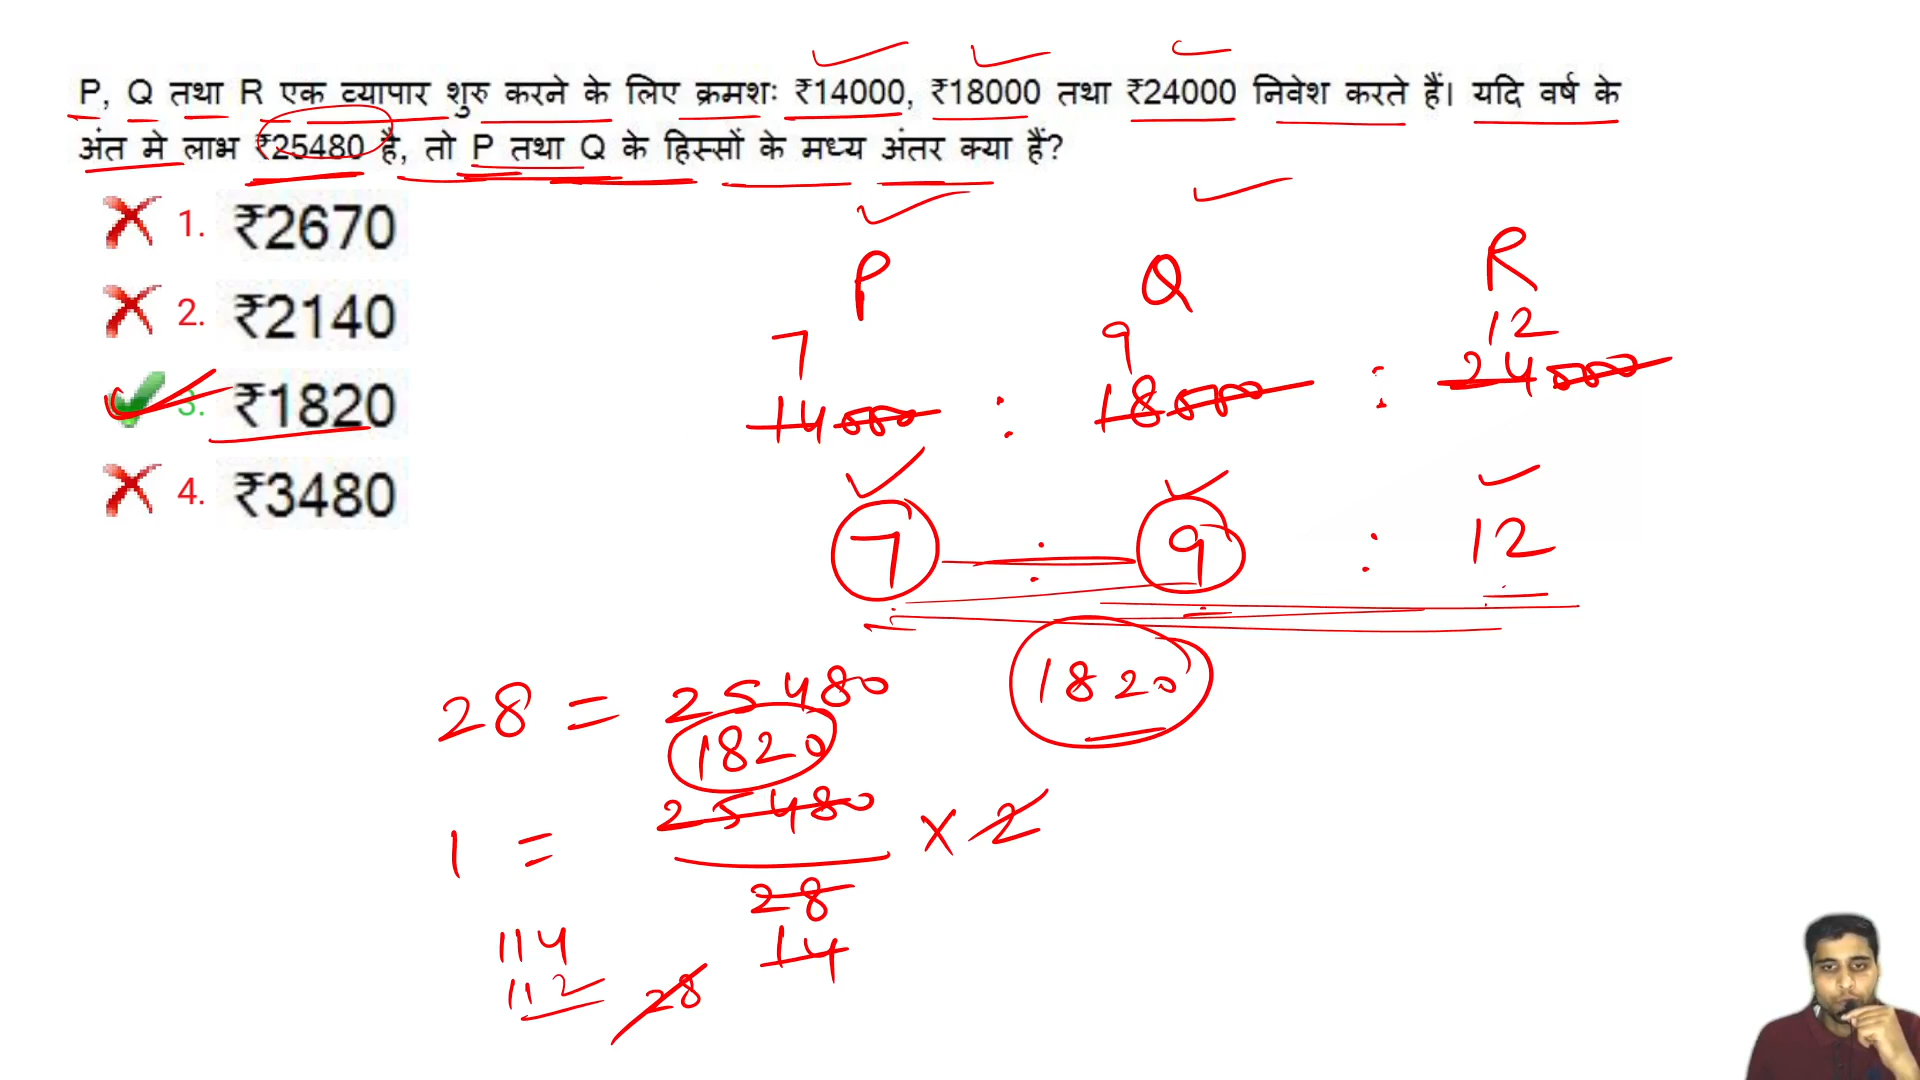 P, Q तथा R एक व्यापार शुरु करने के लिए क्रमशः ₹14000, ₹18000 तथा ₹24000 निवेश करते हैं। यदि वर्ष के
अंत मे लाभ ₹25480 है, तो P तथा Q के हिस्सों के मध्य अंतर क्या हैं?
1. ₹2670
2. ₹2140
3. ₹1820
4. ₹3480
P Q R
7 9 12
14000 : 18000 : 24000
7 : 9 : 12
1820
28 = 25480
1820
1 = 25480 × 2
28
14
114
112
28